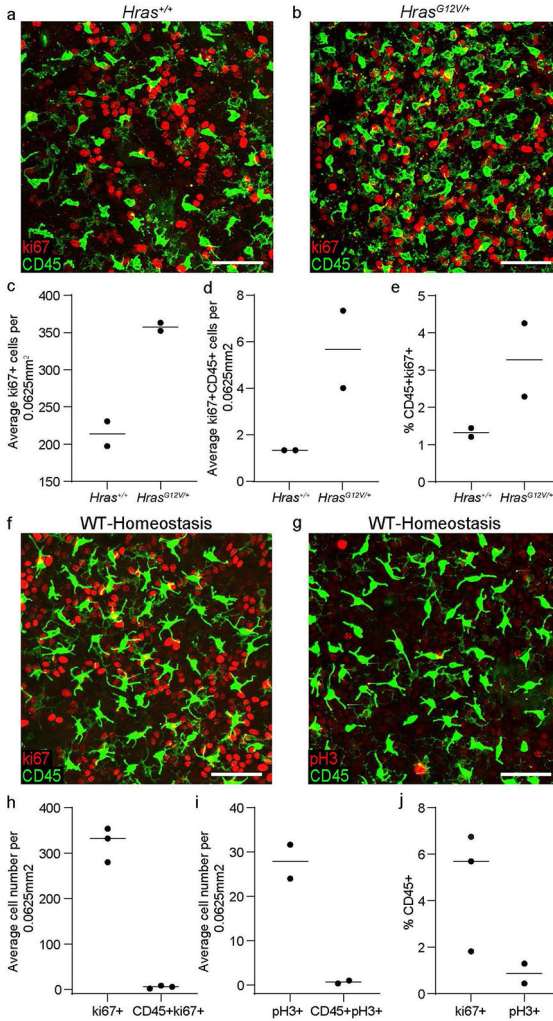 a
Hras+/+
b
HrasG12V/+
ki67
CD45
ki67
CD45
c
Average ki67+ cells per
0.0625mm2
400
350
300
250
200
150
Hras+/+
HrasG12V/+
d
Average ki67+CD45+ cells per
0.0625mm2
8
6
4
2
0
Hras+/+
HrasG12V/+
e
% CD45+ki67+
5
4
3
2
1
0
Hras+/+
HrasG12V/+
f
WT-Homeostasis
g
WT-Homeostasis
ki67
CD45
pH3
CD45
h
Average cell number per
0.0625mm2
400
300
200
100
0
ki67+
CD45+ki67+
i
Average cell number per
0.0625mm2
40
30
20
10
0
pH3+
CD45+pH3+
j
% CD45+
8
6
4
2
0
ki67+
pH3+